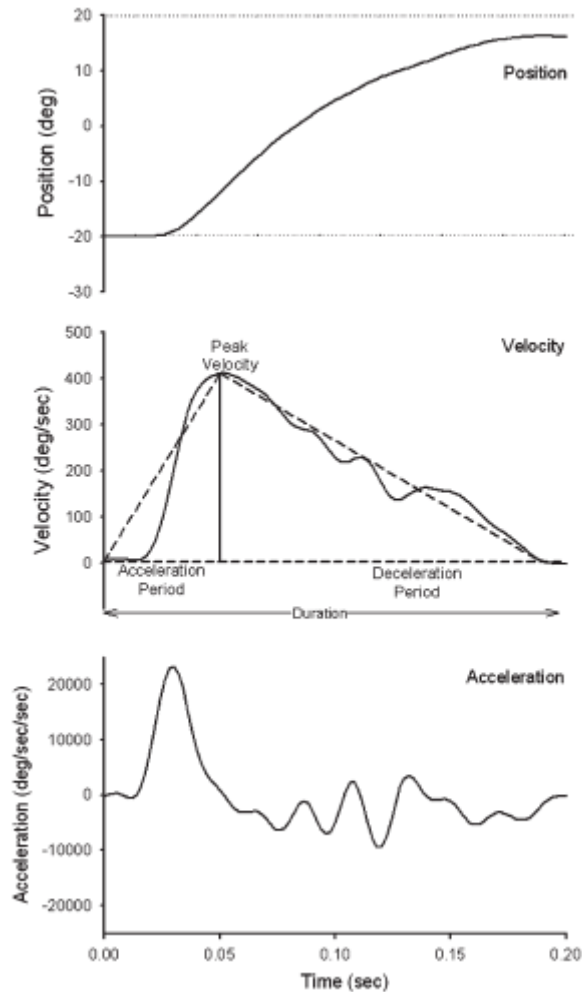 20
Position
10
0
-10
-20
-30
Position (deg)
500
Velocity
Peak
Velocity
400
300
200
100
0
Velocity (deg/sec)
Acceleration
Period
Deceleration
Period
Duration
20000
Acceleration
10000
0
-10000
-20000
Acceleration (deg/sec/sec)
0.00 0.05 0.10 0.15 0.20
Time (sec)